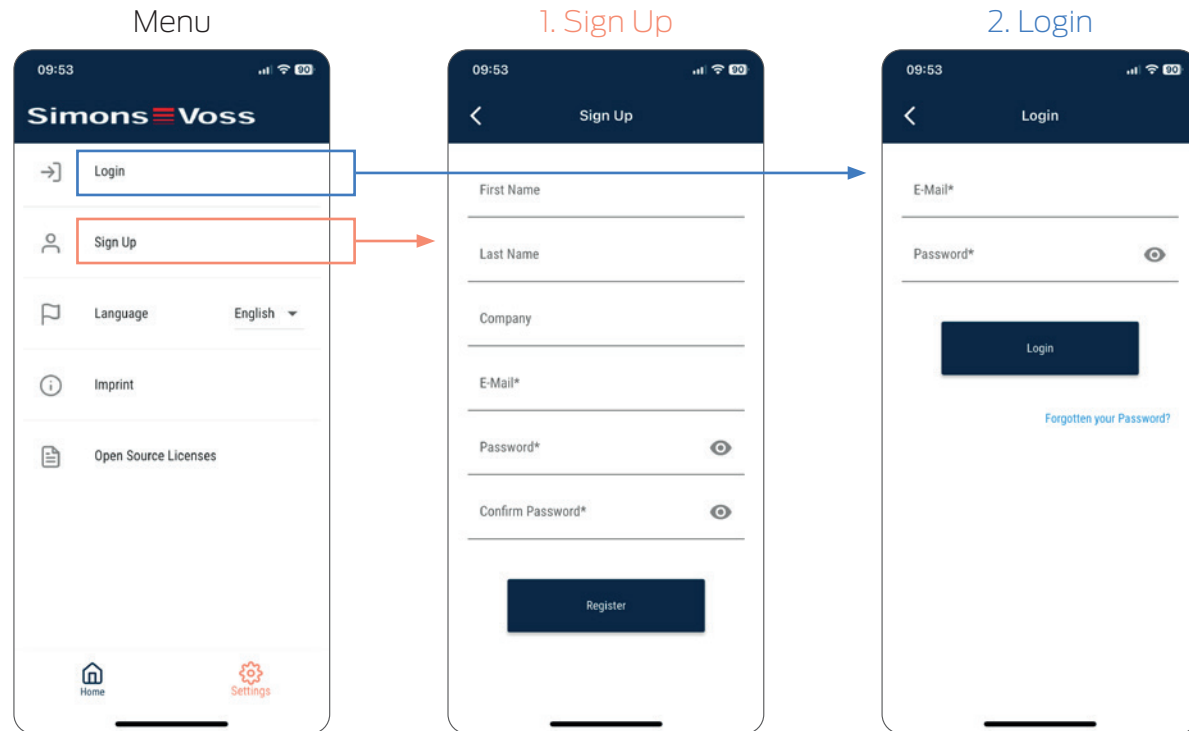 Menu
09:53
90
Simons Voss
Login
Sign Up
Language English
Imprint
Open Source Licenses
Home
Settings
1. Sign Up
09:53
90
Sign Up
First Name
Last Name
Company
E-Mail*
Password*
Confirm Password*
Register
2. Login
09:53
90
Login
E-Mail*
Password*
Login
Forgotten your Password?